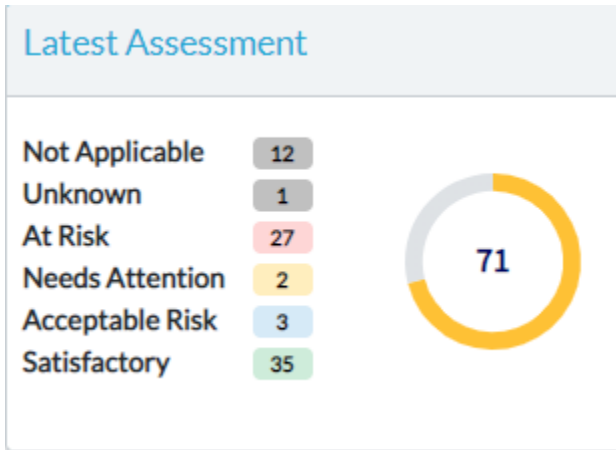 Latest Assessment
Not Applicable 12
Unknown 1
At Risk 27
Needs Attention 2
Acceptable Risk 3
Satisfactory 35
71